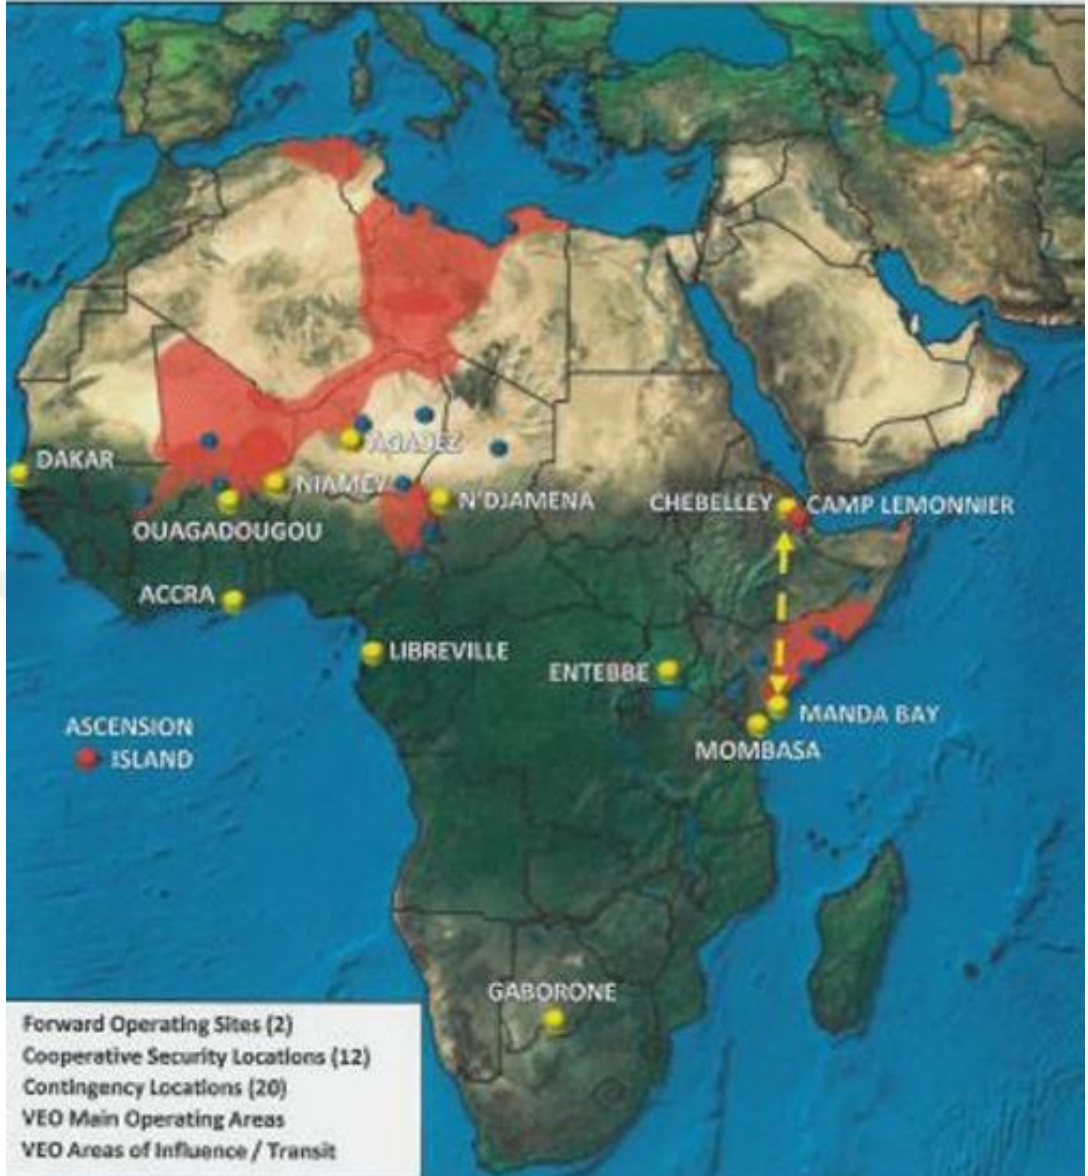 DAKAR
AGADEZ
NIAMEY
N'DJAMENA
OUAGADOUGOU
CHEBELLEY
CAMP LEMONNIER
ACCRA
LIBREVILLE
ENTEBBE
MANDA BAY
MOMBASA
ASCENSION
ISLAND
GABORONE
Forward Operating Sites (2)
Cooperative Security Locations (12)
Contingency Locations (20)
VEO Main Operating Areas
VEO Areas of Influence / Transit